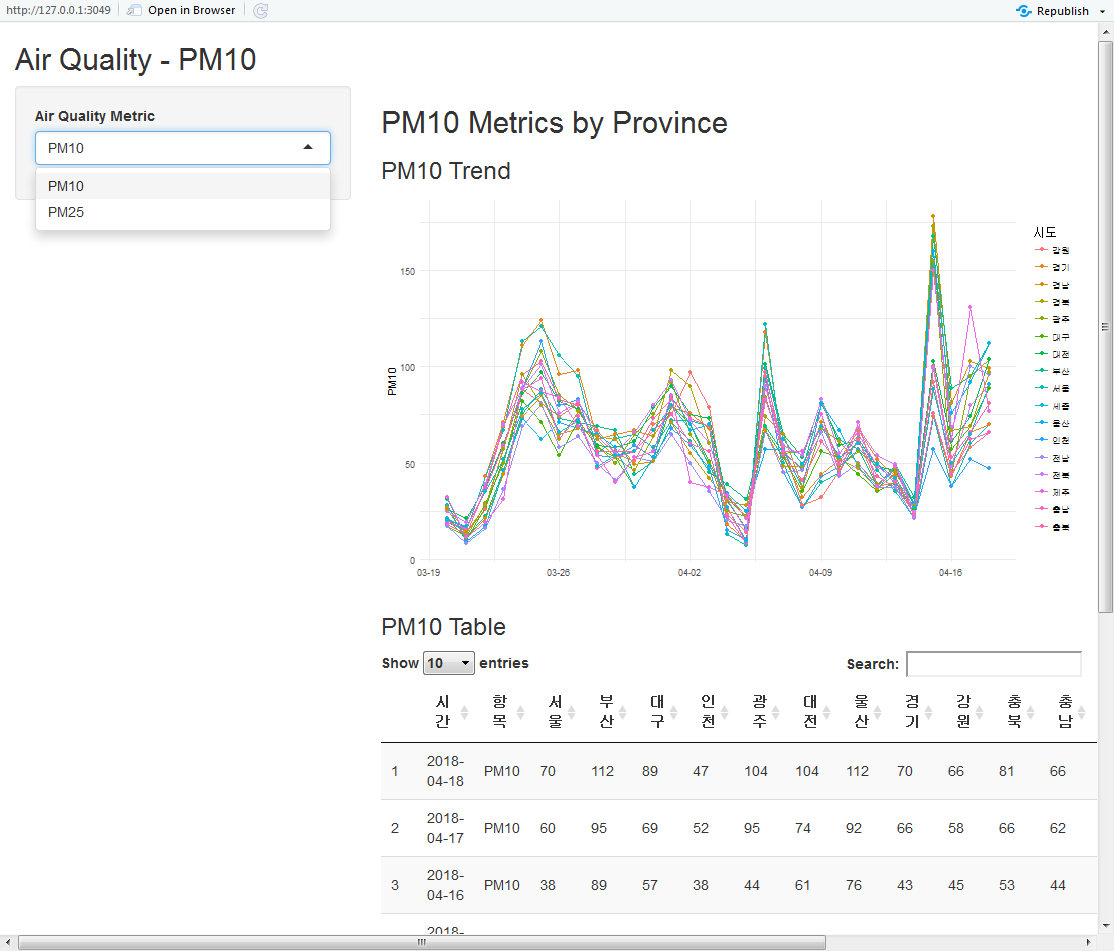 http://127.0.0.1:3049 Open in Browser Republish
Air Quality - PM10
Air Quality Metric
PM10
PM10
PM25
PM10 Metrics by Province
PM10 Trend
PM10
150
100
50
0
03-19 03-26 04-02 04-09 04-16
시도
강원
경기
경남
경북
광주
대구
대전
부산
서울
세종
울산
인천
전남
전북
제주
충남
충북
PM10 Table
Show 10 entries Search:
시간 항목 서울 부산 대구 인천 광주 대전 울산 경기 강원 충북 충남
1 2018-04-18 PM10 70 112 89 47 104 104 112 70 66 81 66
2 2018-04-17 PM10 60 95 69 52 95 74 92 66 58 66 62
3 2018-04-16 PM10 38 89 57 38 44 61 76 43 45 53 44
2018-